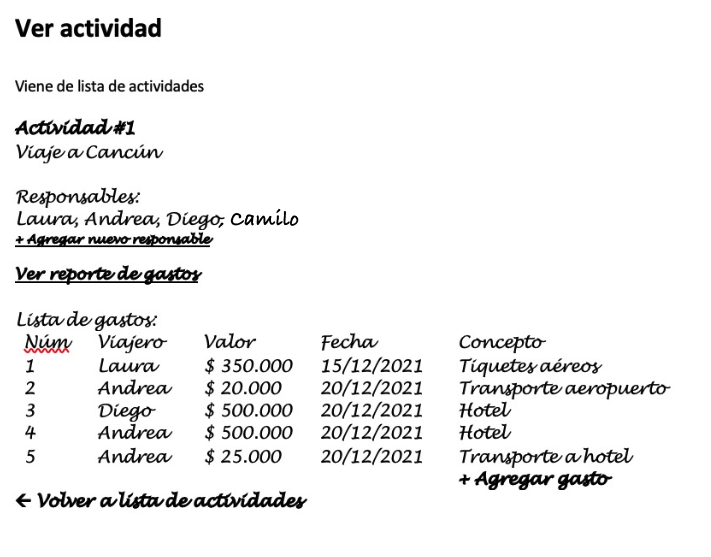 Ver actividad
Viene de lista de actividades
Actividad #1
Viaje a Cancún
Responsables:
Laura, Andrea, Diego, Camilo
+ Agregar nuevo responsable
Ver reporte de gastos
Lista de gastos:
Núm Viajero Valor Fecha Concepto
1 Laura $ 350.000 15/12/2021 Tiquetes aéreos
2 Andrea $ 20.000 20/12/2021 Transporte aeropuerto
3 Diego $ 500.000 20/12/2021 Hotel
4 Andrea $ 500.000 20/12/2021 Hotel
5 Andrea $ 25.000 20/12/2021 Transporte a hotel
+ Agregar gasto
← Volver a lista de actividades